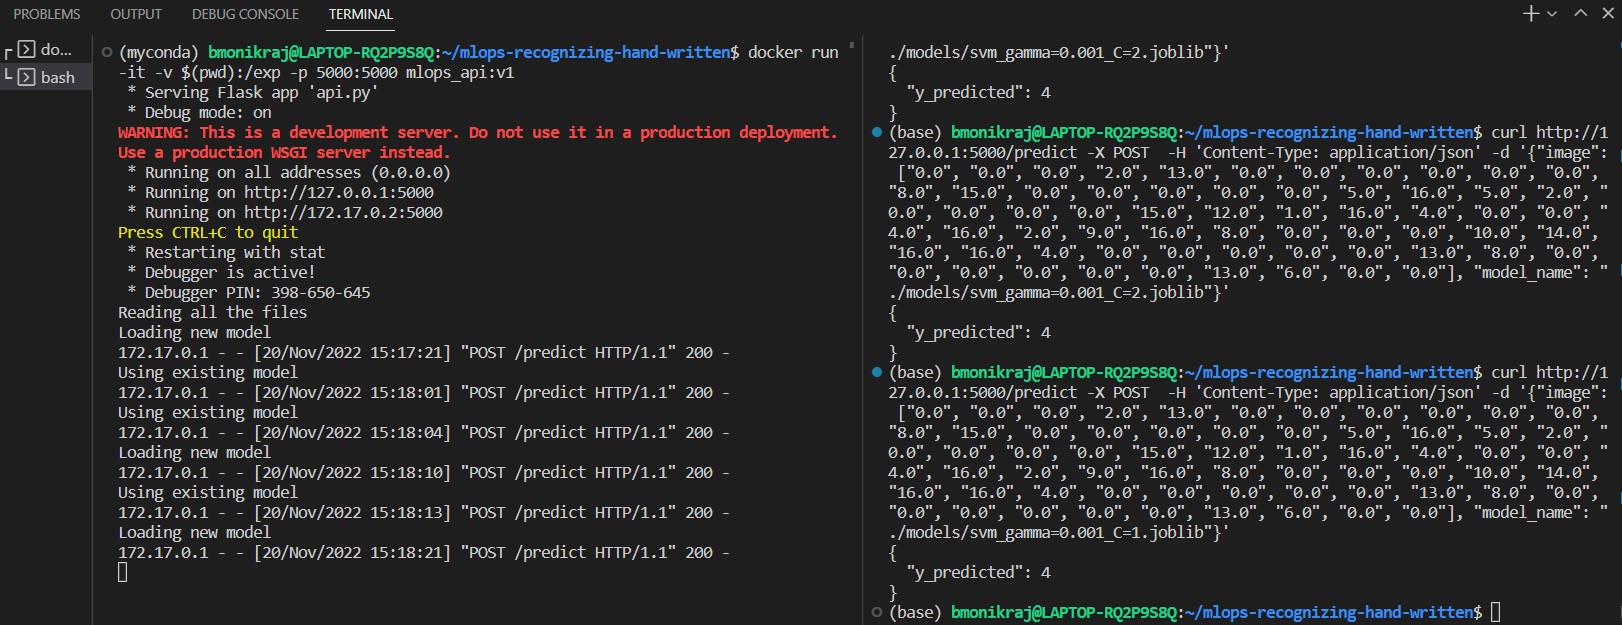 PROBLEMS OUTPUT DEBUG CONSOLE TERMINAL
do...
bash
(myconda) bmonikraj@LAPTOP-RQ2P9S8Q:~/mlops-recognizing-hand-written$ docker run
-it -v $(pwd):/exp -p 5000:5000 mlops_api:v1
* Serving Flask app 'api.py'
* Debug mode: on
WARNING: This is a development server. Do not use it in a production deployment.
Use a production WSGI server instead.
* Running on all addresses (0.0.0.0)
* Running on http://127.0.0.1:5000
* Running on http://172.17.0.2:5000
Press CTRL+C to quit
* Restarting with stat
* Debugger is active!
* Debugger PIN: 398-650-645
Reading all the files
Loading new model
172.17.0.1 - - [20/Nov/2022 15:17:21] "POST /predict HTTP/1.1" 200 -
Using existing model
172.17.0.1 - - [20/Nov/2022 15:18:01] "POST /predict HTTP/1.1" 200 -
Using existing model
172.17.0.1 - - [20/Nov/2022 15:18:04] "POST /predict HTTP/1.1" 200 -
Loading new model
172.17.0.1 - - [20/Nov/2022 15:18:10] "POST /predict HTTP/1.1" 200 -
Using existing model
172.17.0.1 - - [20/Nov/2022 15:18:13] "POST /predict HTTP/1.1" 200 -
Loading new model
172.17.0.1 - - [20/Nov/2022 15:18:21] "POST /predict HTTP/1.1" 200 -
./models/svm_gamma=0.001_C=2.joblib"}'
{
"y_predicted": 4
}
(base) bmonikraj@LAPTOP-RQ2P9S8Q:~/mlops-recognizing-hand-written$ curl http://1
27.0.0.1:5000/predict -X POST  -H 'Content-Type: application/json' -d '{"image":
["0.0", "0.0", "0.0", "2.0", "13.0", "0.0", "0.0", "0.0", "0.0", "0.0", "0.0",
"8.0", "15.0", "0.0", "0.0", "0.0", "0.0", "0.0", "5.0", "16.0", "5.0", "2.0", "
0.0", "0.0", "0.0", "0.0", "15.0", "12.0", "1.0", "16.0", "4.0", "0.0", "0.0", "
4.0", "16.0", "2.0", "9.0", "16.0", "8.0", "0.0", "0.0", "0.0", "10.0", "14.0",
"16.0", "16.0", "4.0", "0.0", "0.0", "0.0", "0.0", "0.0", "13.0", "8.0", "0.0",
"0.0", "0.0", "0.0", "0.0", "0.0", "13.0", "6.0", "0.0", "0.0"], "model_name": "
./models/svm_gamma=0.001_C=2.joblib"}'
{
"y_predicted": 4
}
(base) bmonikraj@LAPTOP-RQ2P9S8Q:~/mlops-recognizing-hand-written$ curl http://1
27.0.0.1:5000/predict -X POST  -H 'Content-Type: application/json' -d '{"image":
["0.0", "0.0", "0.0", "2.0", "13.0", "0.0", "0.0", "0.0", "0.0", "0.0", "0.0",
"8.0", "15.0", "0.0", "0.0", "0.0", "0.0", "0.0", "5.0", "16.0", "5.0", "2.0", "
0.0", "0.0", "0.0", "0.0", "15.0", "12.0", "1.0", "16.0", "4.0", "0.0", "0.0", "
4.0", "16.0", "2.0", "9.0", "16.0", "8.0", "0.0", "0.0", "0.0", "10.0", "14.0",
"16.0", "16.0", "4.0", "0.0", "0.0", "0.0", "0.0", "0.0", "13.0", "8.0", "0.0",
"0.0", "0.0", "0.0", "0.0", "0.0", "13.0", "6.0", "0.0", "0.0"], "model_name": "
./models/svm_gamma=0.001_C=1.joblib"}'
{
"y_predicted": 4
}
(base) bmonikraj@LAPTOP-RQ2P9S8Q:~/mlops-recognizing-hand-written$